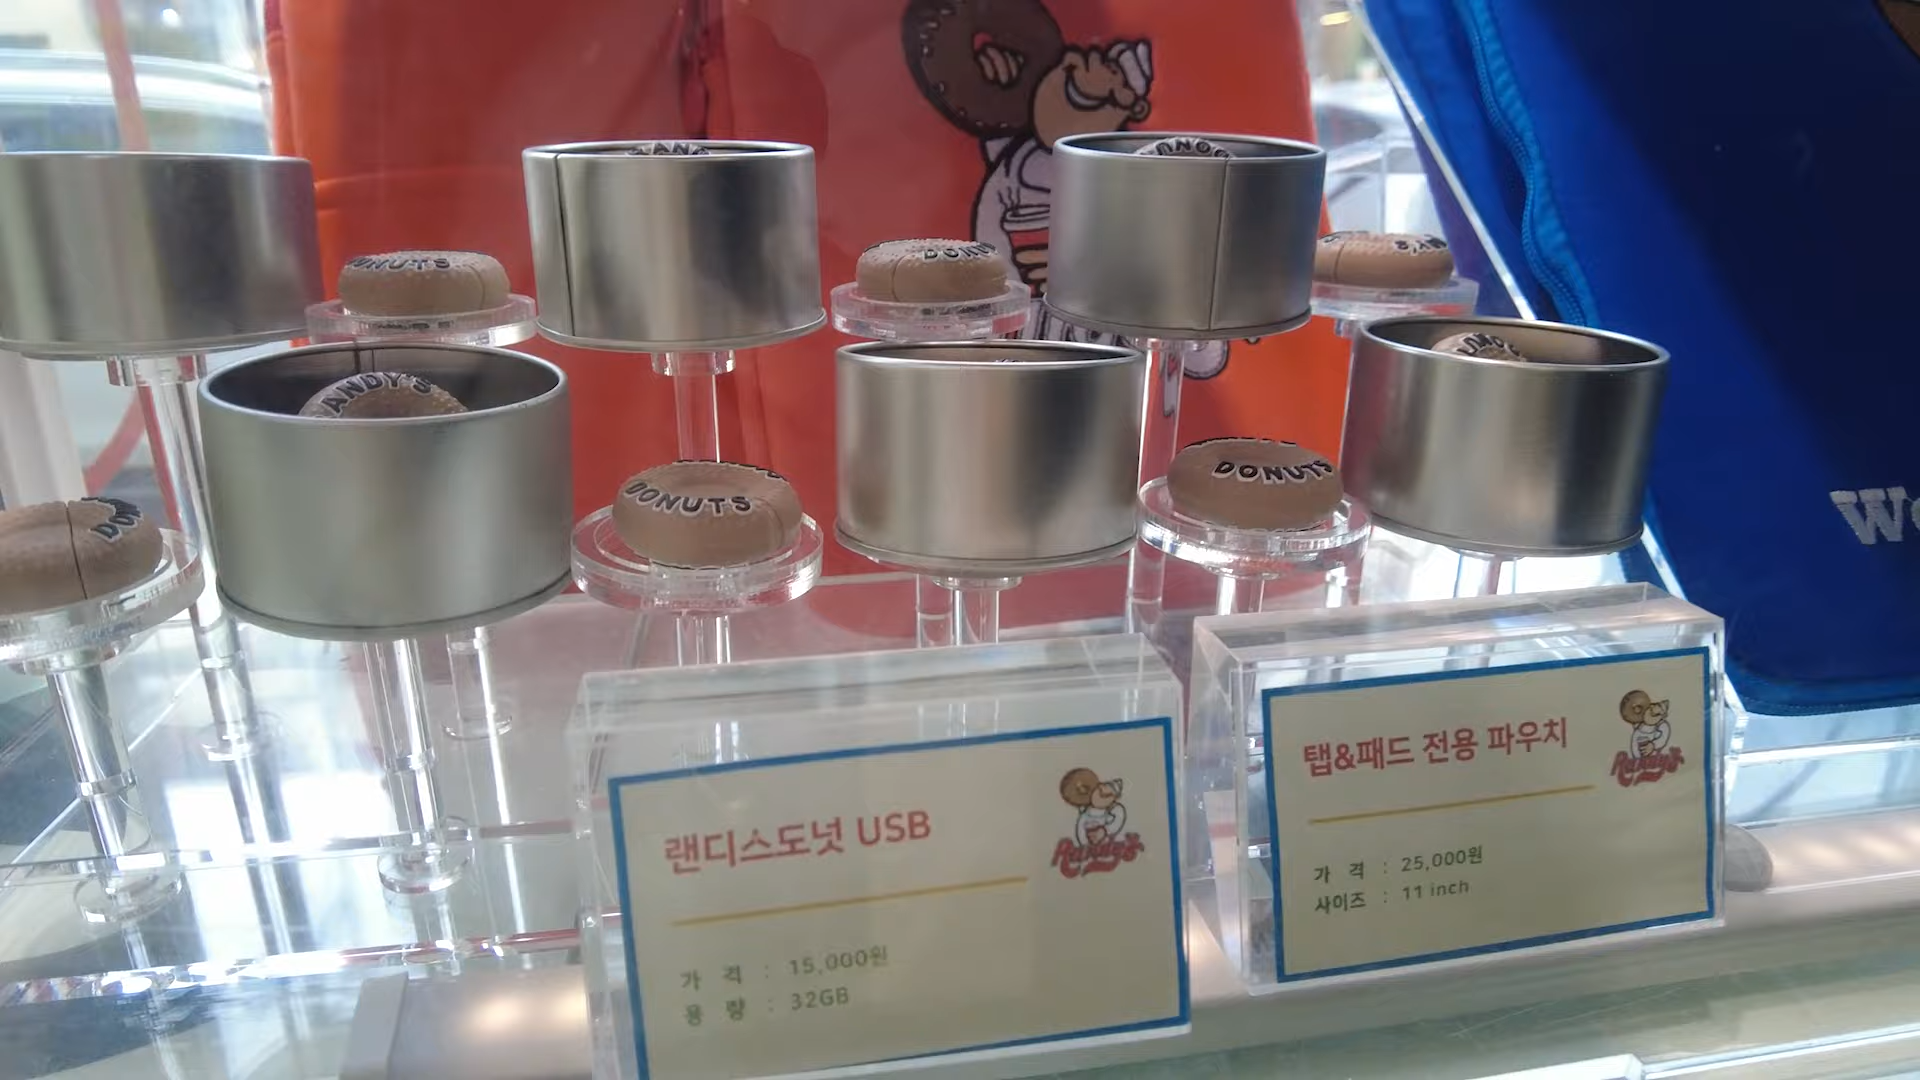 DONUTS
RANDY'S
DONUTS
DONUTS
랜디스도넛 USB
Randy's
가 격 : 15,000원
용 량 : 32GB
탭&패드 전용 파우치
Randy's
가 격 : 25,000원
사이즈 : 11 inch